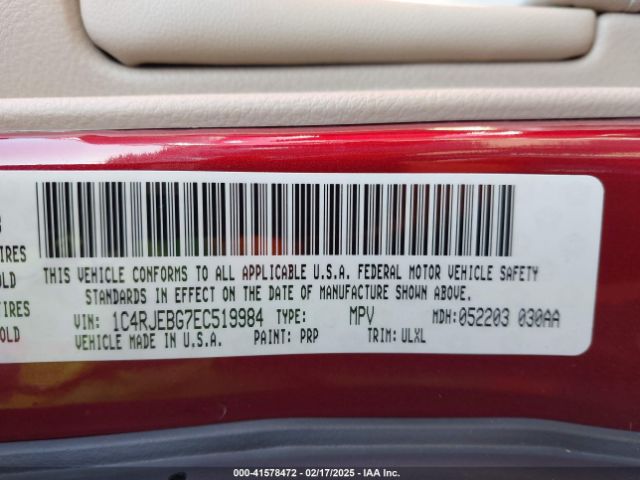 IRES
OLD
IRES
OLD
THIS VEHICLE CONFORMS TO ALL APPLICABLE U.S.A. FEDERAL MOTOR VEHICLE SAFETY
STANDARDS IN EFFECT ON THE DATE OF MANUFACTURE SHOWN ABOVE.
VIN: 1C4RJEBG7EC519984 TYPE: MPV MDH:052203 030AA
VEHICLE MADE IN U.S.A. PAINT: PRP TRIM:ULXL
000-41578472 - 02/17/2025 - IAA Inc.